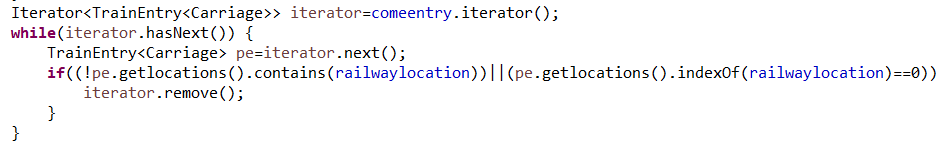 Iterator<TrainEntry<Carriage>> iterator=comeentry.iterator();
while(iterator.hasNext()) {
    TrainEntry<Carriage> pe=iterator.next();
    if((!pe.getlocations().contains(railwaylocation))||(pe.getlocations().indexOf(railwaylocation)==0))
        iterator.remove();
    }
}